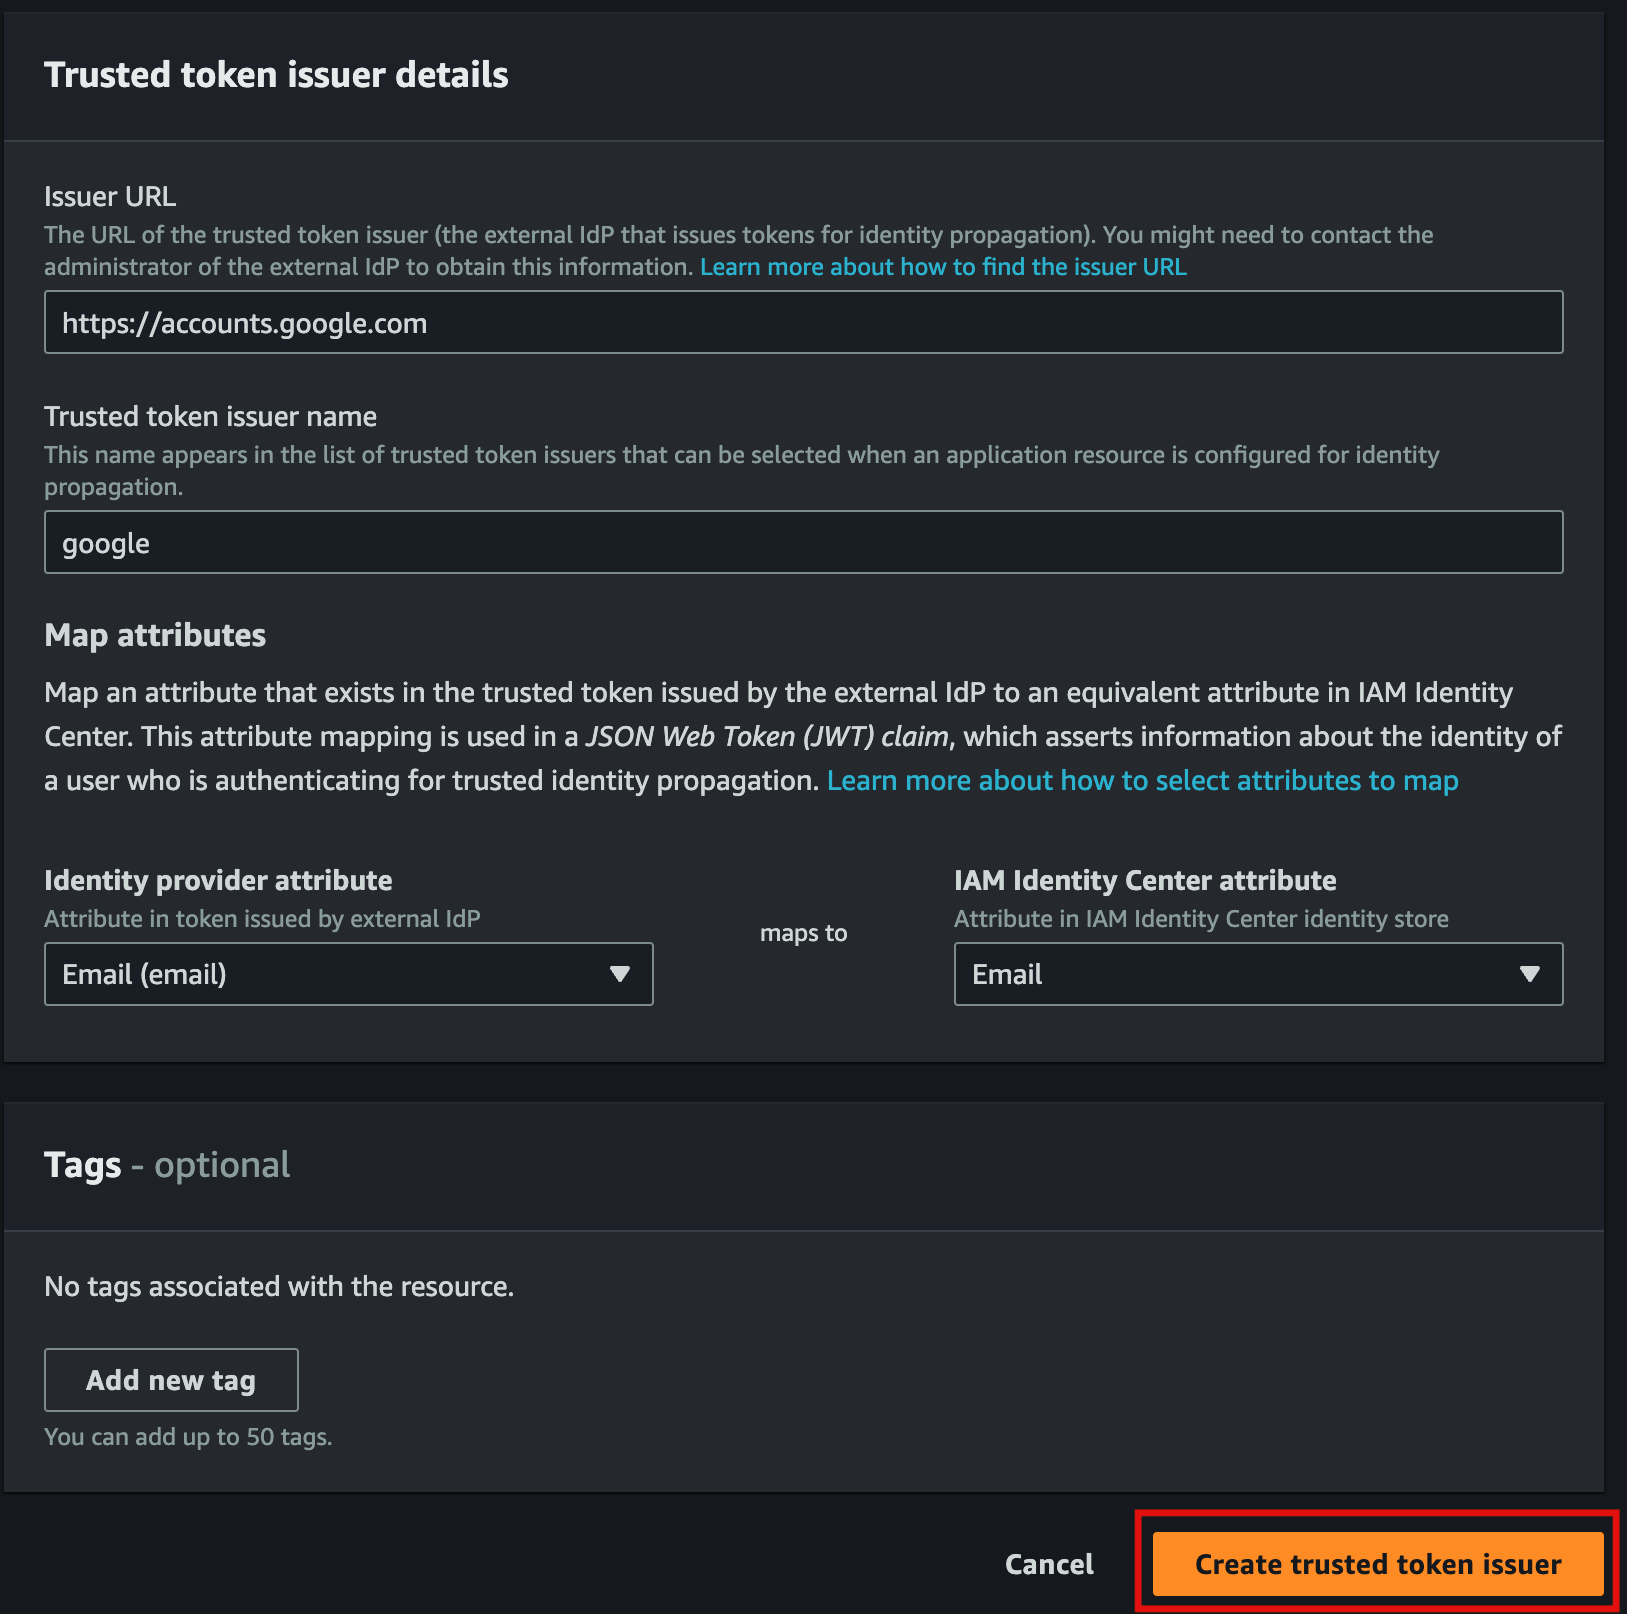 Trusted token issuer details
Issuer URL
The URL of the trusted token issuer (the external IdP that issues tokens for identity propagation). You might need to contact the
administrator of the external IdP to obtain this information. Learn more about how to find the issuer URL
https://accounts.google.com
Trusted token issuer name
This name appears in the list of trusted token issuers that can be selected when an application resource is configured for identity
propagation.
google
Map attributes
Map an attribute that exists in the trusted token issued by the external IdP to an equivalent attribute in IAM Identity
Center. This attribute mapping is used in a JSON Web Token (JWT) claim, which asserts information about the identity of
a user who is authenticating for trusted identity propagation. Learn more about how to select attributes to map
Identity provider attribute
Attribute in token issued by external IdP
Email (email)
maps to
IAM Identity Center attribute
Attribute in IAM Identity Center identity store
Email
Tags - optional
No tags associated with the resource.
Add new tag
You can add up to 50 tags.
Cancel
Create trusted token issuer